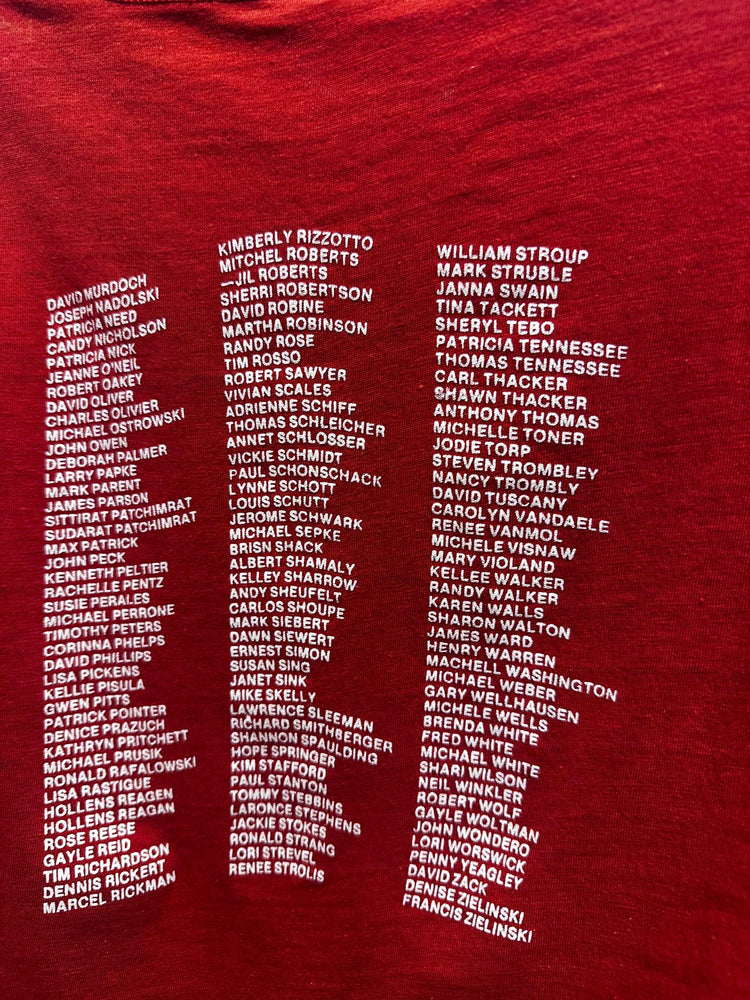 DAVID MURDOCH
JOSEPH NADOLSKI
PATRICIA NEED
CANDY NICHOLSON
PATRICIA NICK
JEANNE O'NEIL
ROBERT OAKEY
DAVID OLIVER
CHARLES OLIVIER
MICHAEL OSTROWSKI
JOHN OWEN
DEBORAH PALMER
LARRY PAPKE
MARK PARENT
JAMES PARSON
SITTIRAT PATCHIMRAT
SUDARAT PATCHIMRAT
MAX PATRICK
JOHN PECK
KENNETH PELTIER
RACHELLE PENTZ
SUSIE PERALES
MICHAEL PERRONE
TIMOTHY PETERS
CORINNA PHELPS
DAVID PHILLIPS
LISA PICKENS
KELLIE PISULA
GWEN PITTS
PATRICK POINTER
DENICE PRAZUCH
KATHRYN PRITCHETT
MICHAEL PRUSIK
RONALD RAFALOWSKI
LISA RASTIGUE
HOLLENS REAGEN
HOLLENS REAGAN
ROSE REESE
GAYLE REID
TIM RICHARDSON
DENNIS RICKERT
MARCEL RICKMAN
KIMBERLY RIZZOTTO
MITCHEL ROBERTS
—JIL ROBERTS
SHERRI ROBERTSON
DAVID ROBINE
MARTHA ROBINSON
RANDY ROSE
TIM ROSSO
ROBERT SAWYER
VIVIAN SCALES
ADRIENNE SCHIFF
THOMAS SCHLEICHER
ANNET SCHLOSSER
VICKIE SCHMIDT
PAUL SCHONSCHACK
LYNNE SCHOTT
LOUIS SCHUTT
JEROME SCHWARK
MICHAEL SEPKE
BRISN SHACK
ALBERT SHAMALY
KELLEY SHARROW
ANDY SHEUFELT
CARLOS SHOUPE
MARK SIEBERT
DAWN SIEWERT
ERNEST SIMON
SUSAN SING
JANET SINK
MIKE SKELLY
LAWRENCE SLEEMAN
RICHARD SMITHBERGER
SHANNON SPAULDING
HOPE SPRINGER
KIM STAFFORD
PAUL STANTON
TOMMY STEBBINS
LARONCE STEPHENS
JACKIE STOKES
RONALD STRANG
LORI STREVEL
RENEE STROLIS
WILLIAM STROUP
MARK STRUBLE
JANNA SWAIN
TINA TACKETT
SHERYL TEBO
PATRICIA TENNESSEE
THOMAS TENNESSEE
CARL THACKER
SHAWN THACKER
ANTHONY THOMAS
MICHELLE TONER
JODIE TORP
STEVEN TROMBLEY
NANCY TROMBLY
DAVID TUSCANY
CAROLYN VANDAELE
RENEE VANMOL
MICHELE VISNAW
MARY VIOLAND
KELLEE WALKER
RANDY WALKER
KAREN WALLS
SHARON WALTON
JAMES WARD
HENRY WARREN
MACHELL WASHINGTON
MICHAEL WEBER
GARY WELLHAUSEN
MICHELE WELLS
BRENDA WHITE
FRED WHITE
MICHAEL WHITE
SHARI WILSON
NEIL WINKLER
ROBERT WOLF
GAYLE WOLTMAN
JOHN WONDERO
LORI WORSWICK
PENNY YEAGLEY
DAVID ZACK
DENISE ZIELINSKI
FRANCIS ZIELINSKI